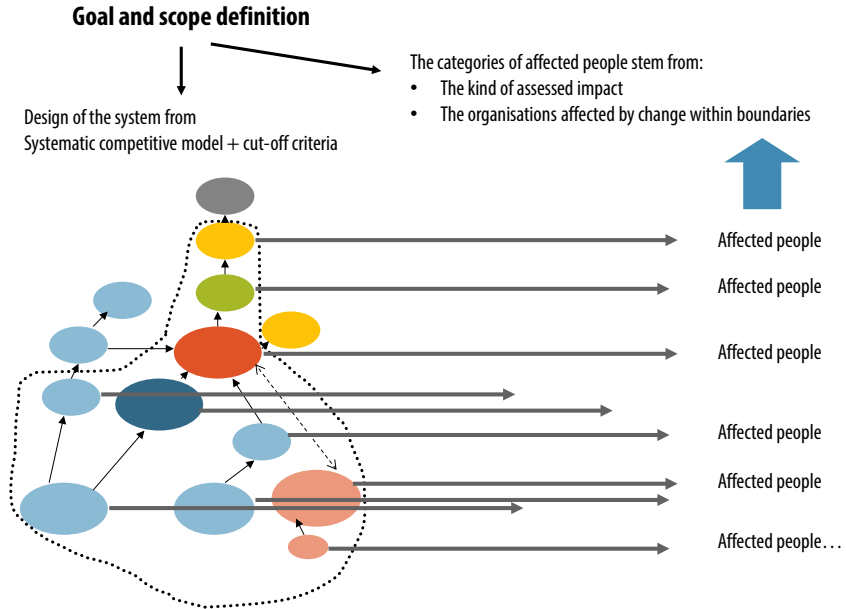 Goal and scope definition
The categories of affected people stem from:
• The kind of assessed impact
• The organisations affected by change within boundaries
Design of the system from
Systematic competitive model + cut-off criteria
Affected people
Affected people
Affected people
Affected people
Affected people
Affected people…